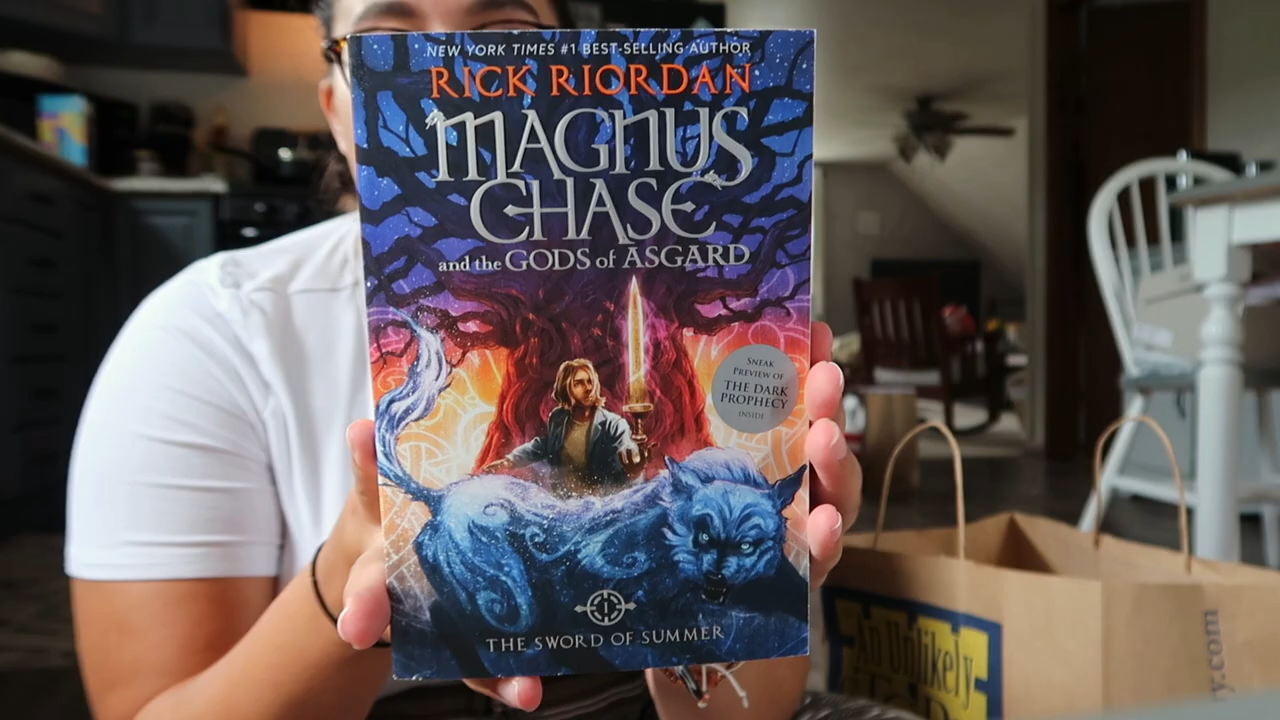 NEW YORK TIMES #1 BEST-SELLING AUTHOR
RICK RIORDAN
MAGNUS
CHASE
and the GODS of ASGARD
SNEAK
PREVIEW OF
THE DARK
PROPHECY
INSIDE
I
THE SWORD OF SUMMER
An Unlikely
y.com